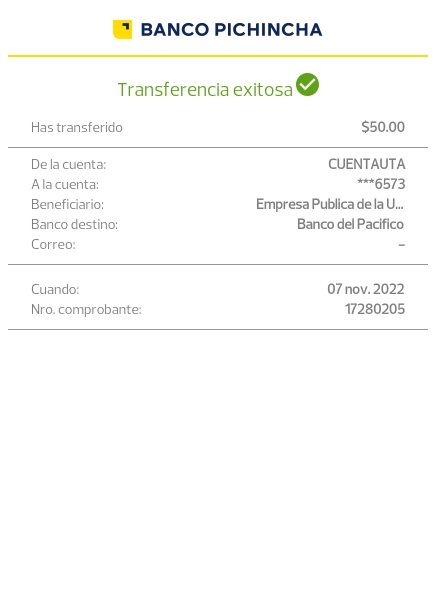 BANCO PICHINCHA
Transferencia exitosa
Has transferido $50.00
De la cuenta: CUENTAUTA
A la cuenta: ***6573
Beneficiario: Empresa Publica de la U...
Banco destino: Banco del Pacifico
Correo: –
Cuando: 07 nov. 2022
Nro. comprobante: 17280205